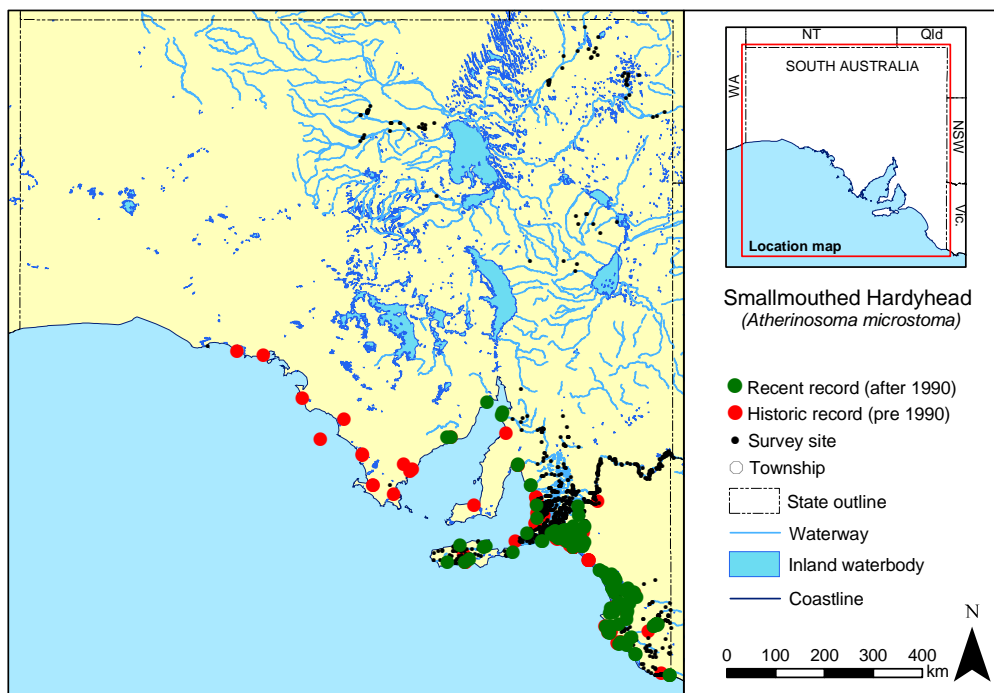 NT
Qld
SOUTH AUSTRALIA
WA
NSW
Vic.
Location map
Smallmouthed Hardyhead
(Atherinosoma microstoma)
Recent record (after 1990)
Historic record (pre 1990)
Survey site
Township
State outline
Waterway
Inland waterbody
Coastline
N
0 100 200 300 400
km